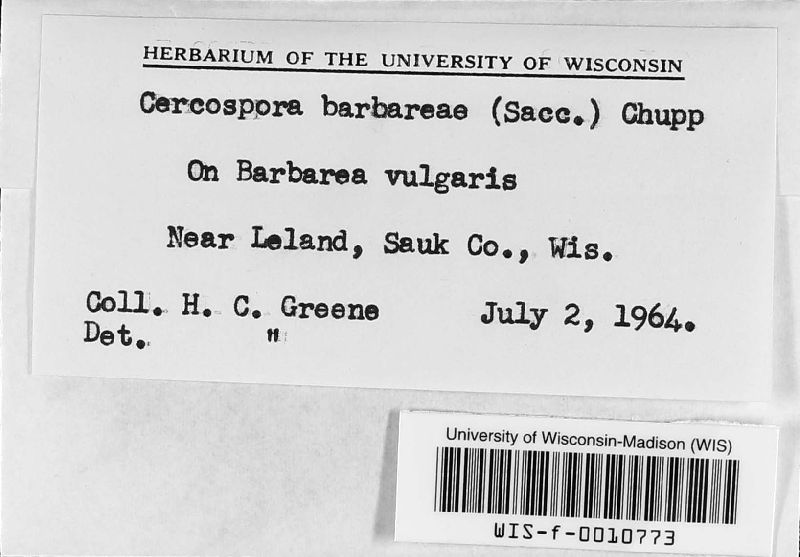 HERBARIUM OF THE UNIVERSITY OF WISCONSIN
Cercospora barbareae (Sacc.) Chupp
On Barbarea vulgaris
Near Leland, Sauk Co., Wis.
Coll. H. C. Greene July 2, 1964.
Det. "
University of Wisconsin-Madison (WIS)
WIS-f-0010773